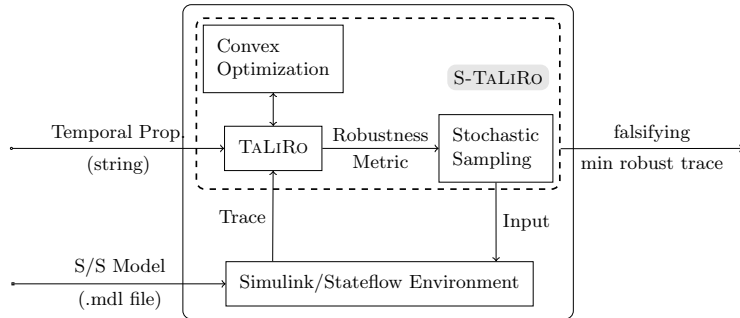 Convex
Optimization
S-TALIRO
Temporal Prop.
(string)
TALIRO
Robustness
Metric
Stochastic
Sampling
falsifying
min robust trace
Trace
Input
S/S Model
(.mdl file)
Simulink/Stateflow Environment